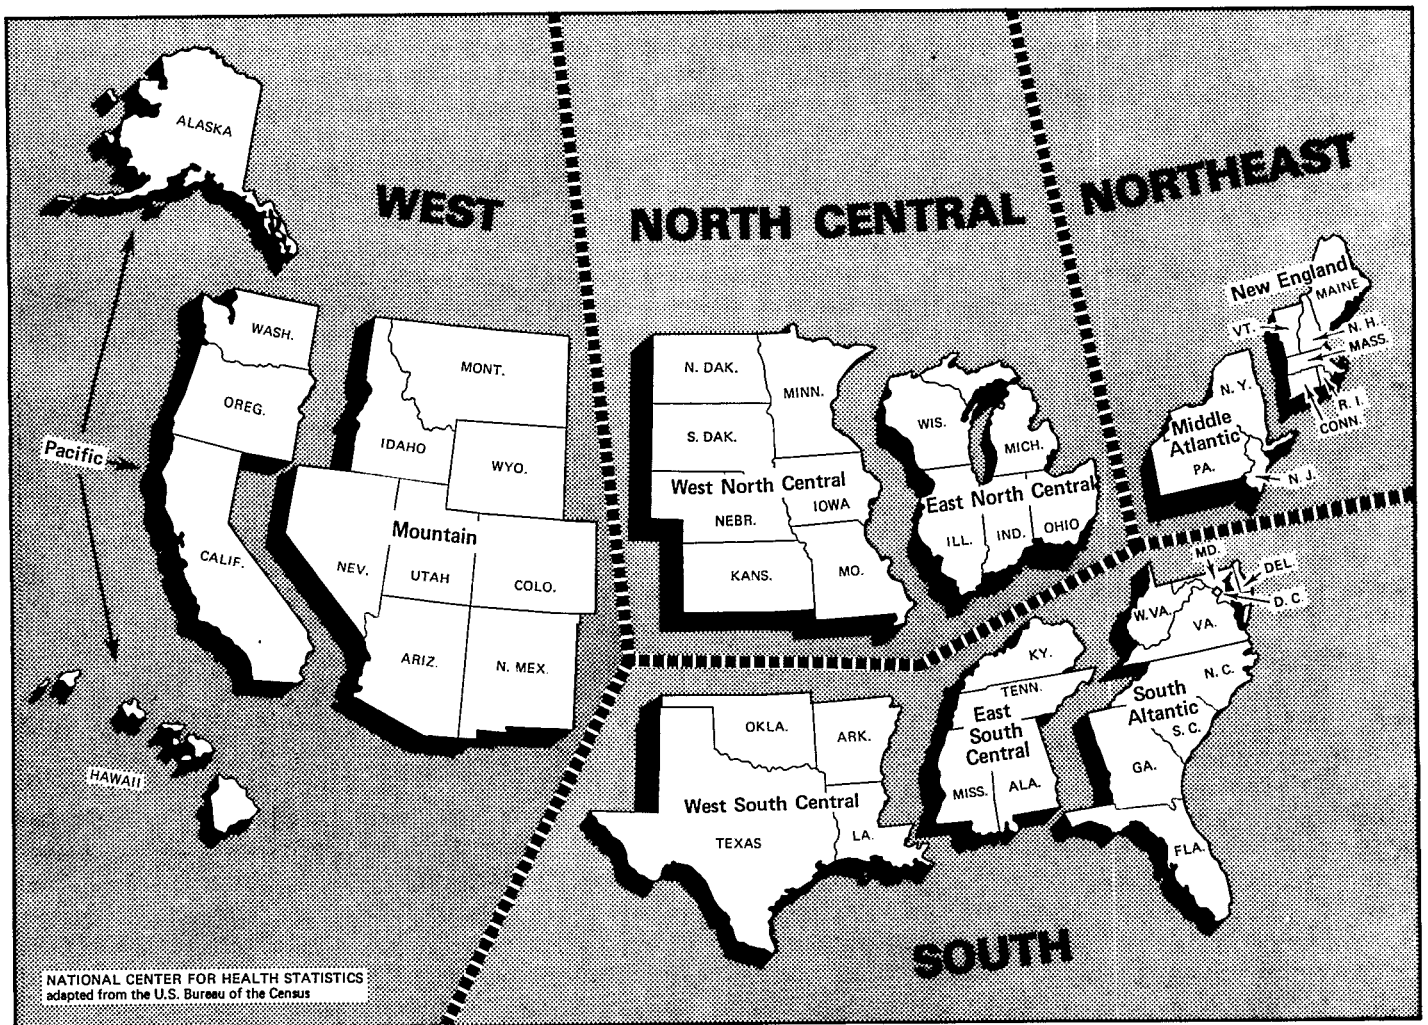 WEST
NORTH CENTRAL
NORTHEAST
ALASKA
WASH.
OREG.
Pacific
CALIF.
HAWAII
MONT.
IDAHO
WYO.
Mountain
NEV.
UTAH
COLO.
ARIZ.
N. MEX.
N. DAK.
MINN.
S. DAK.
West North Central
NEBR.
IOWA
KANS.
MO.
WIS.
MICH.
East North Central
ILL.
IND.
OHIO
New England
MAINE
VT.
N. H.
MASS.
R. I.
CONN.
N. Y.
Middle
Atlantic
PA.
N. J.
MD.
DEL
D. C.
W.VA.
VA.
N. C.
South
Altantic
S. C.
GA.
FLA.
KY.
TENN.
East
South
Central
MISS.
ALA.
OKLA.
ARK.
West South Central
TEXAS
LA.
SOUTH
NATIONAL CENTER FOR HEALTH STATISTICS
adapted from the U.S. Bureau of the Census